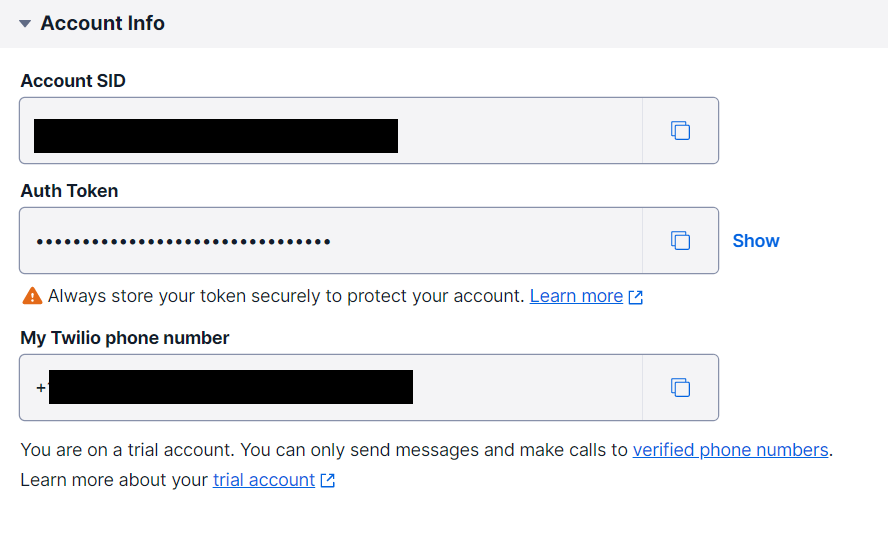 Account Info
Account SID
Auth Token
••••••••••••••••••••••••••••••••
Show
Always store your token securely to protect your account. Learn more
My Twilio phone number
+
You are on a trial account. You can only send messages and make calls to verified phone numbers.
Learn more about your trial account